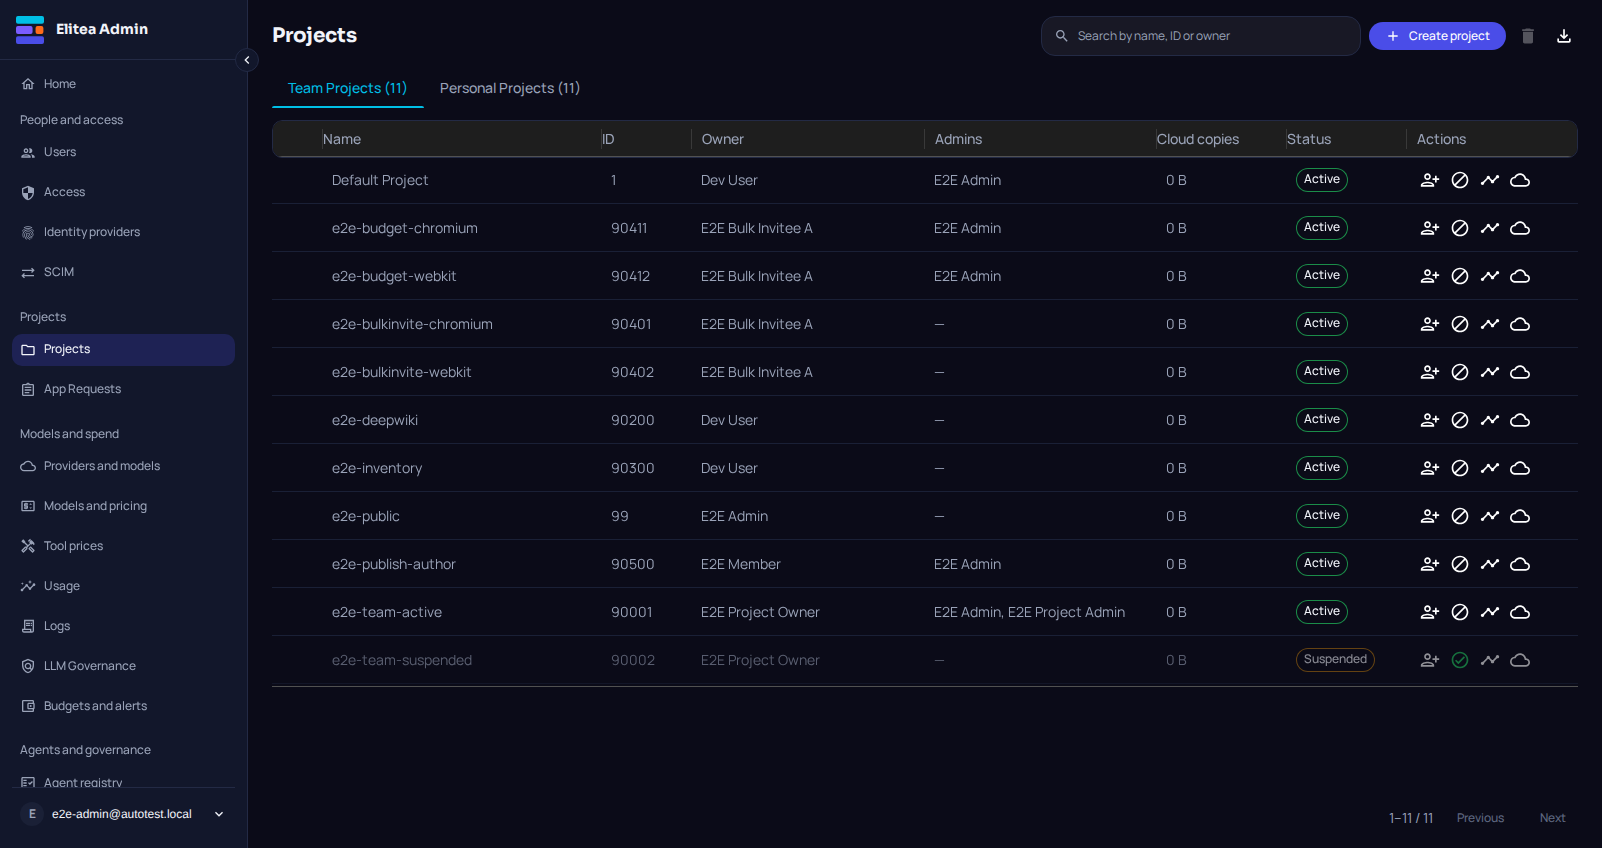 Elitea Admin
Home
People and access
Users
Access
Identity providers
SCIM
Projects
Projects
App Requests
Models and spend
Providers and models
Models and pricing
Tool prices
Usage
Logs
LLM Governance
Budgets and alerts
Agents and governance
Agent registry
E e2e-admin@autotest.local
Projects
Search by name, ID or owner
Create project
Team Projects (11) Personal Projects (11)
Name ID Owner Admins Cloud copies Status Actions
Default Project 1 Dev User E2E Admin 0 B Active
e2e-budget-chromium 90411 E2E Bulk Invitee A E2E Admin 0 B Active
e2e-budget-webkit 90412 E2E Bulk Invitee A E2E Admin 0 B Active
e2e-bulkinvite-chromium 90401 E2E Bulk Invitee A — 0 B Active
e2e-bulkinvite-webkit 90402 E2E Bulk Invitee A — 0 B Active
e2e-deepwiki 90200 Dev User — 0 B Active
e2e-inventory 90300 Dev User — 0 B Active
e2e-public 99 E2E Admin — 0 B Active
e2e-publish-author 90500 E2E Member E2E Admin 0 B Active
e2e-team-active 90001 E2E Project Owner E2E Admin, E2E Project Admin 0 B Active
e2e-team-suspended 90002 E2E Project Owner — 0 B Suspended
1–11 / 11 Previous Next